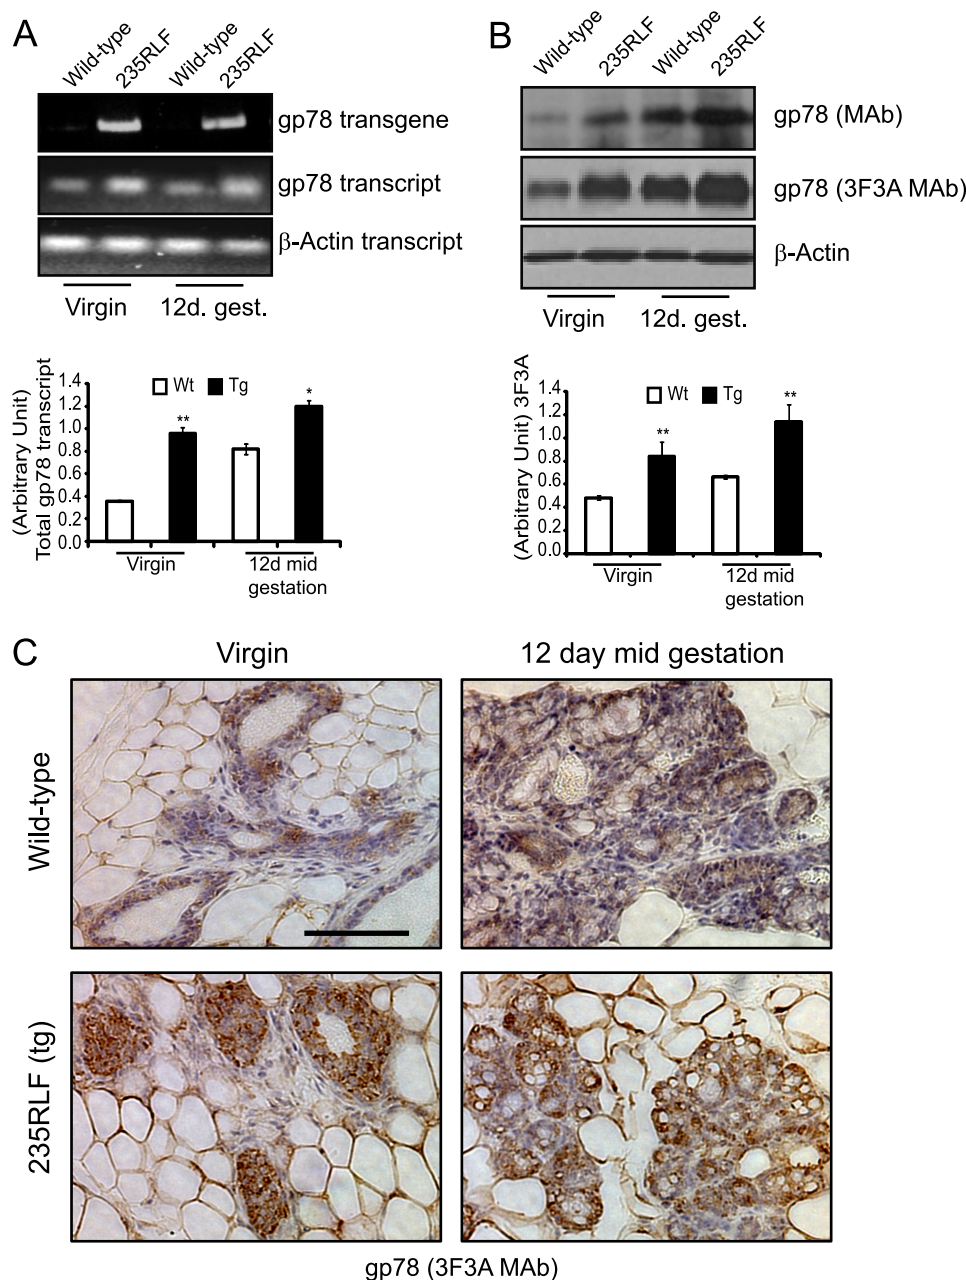 A
Wild-type
235RLF
Wild-type
235RLF
gp78 transgene
gp78 transcript
β-Actin transcript
Virgin
12d. gest.
(Arbitrary Unit)
Total gp78 transcript
1.4
1.2
1.0
0.8
0.6
0.4
0.2
0.0
Wt
Tg
**
*
Virgin
12d mid
gestation
B
Wild-type
235RLF
Wild-type
235RLF
gp78 (MAb)
gp78 (3F3A MAb)
β-Actin
Virgin
12d. gest.
(Arbitrary Unit) 3F3A
1.4
1.2
1.0
0.8
0.6
0.4
0.2
0.0
Wt
Tg
**
**
Virgin
12d mid
gestation
C
Virgin
12 day mid gestation
Wild-type
235RLF (tg)
gp78 (3F3A MAb)